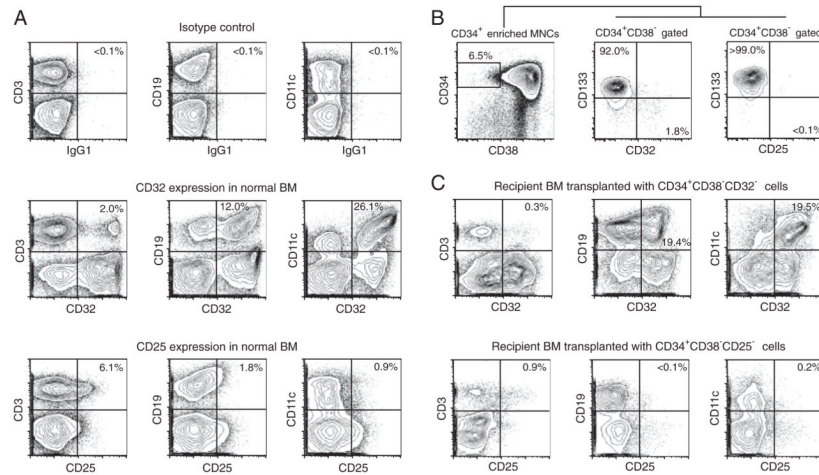 A
Isotype control
<0.1%
<0.1%
<0.1%
CD3
CD19
CD11c
IgG1
IgG1
IgG1
CD32 expression in normal BM
2.0%
12.0%
26.1%
CD3
CD19
CD11c
CD32
CD32
CD32
CD25 expression in normal BM
6.1%
1.8%
0.9%
CD3
CD19
CD11c
CD25
CD25
CD25
B
CD34⁺ enriched MNCs
CD34⁺CD38⁻ gated
CD34⁺CD38⁻ gated
6.5%
92.0%
>99.0%
CD34
CD133
CD133
1.8%
<0.1%
CD38
CD32
CD25
C
Recipient BM transplanted with CD34⁺CD38⁻CD32⁻ cells
0.3%
19.4%
19.5%
CD3
CD19
CD11c
CD32
CD32
CD32
Recipient BM transplanted with CD34⁺CD38⁻CD25⁻ cells
0.9%
<0.1%
0.2%
CD3
CD19
CD11c
CD25
CD25
CD25